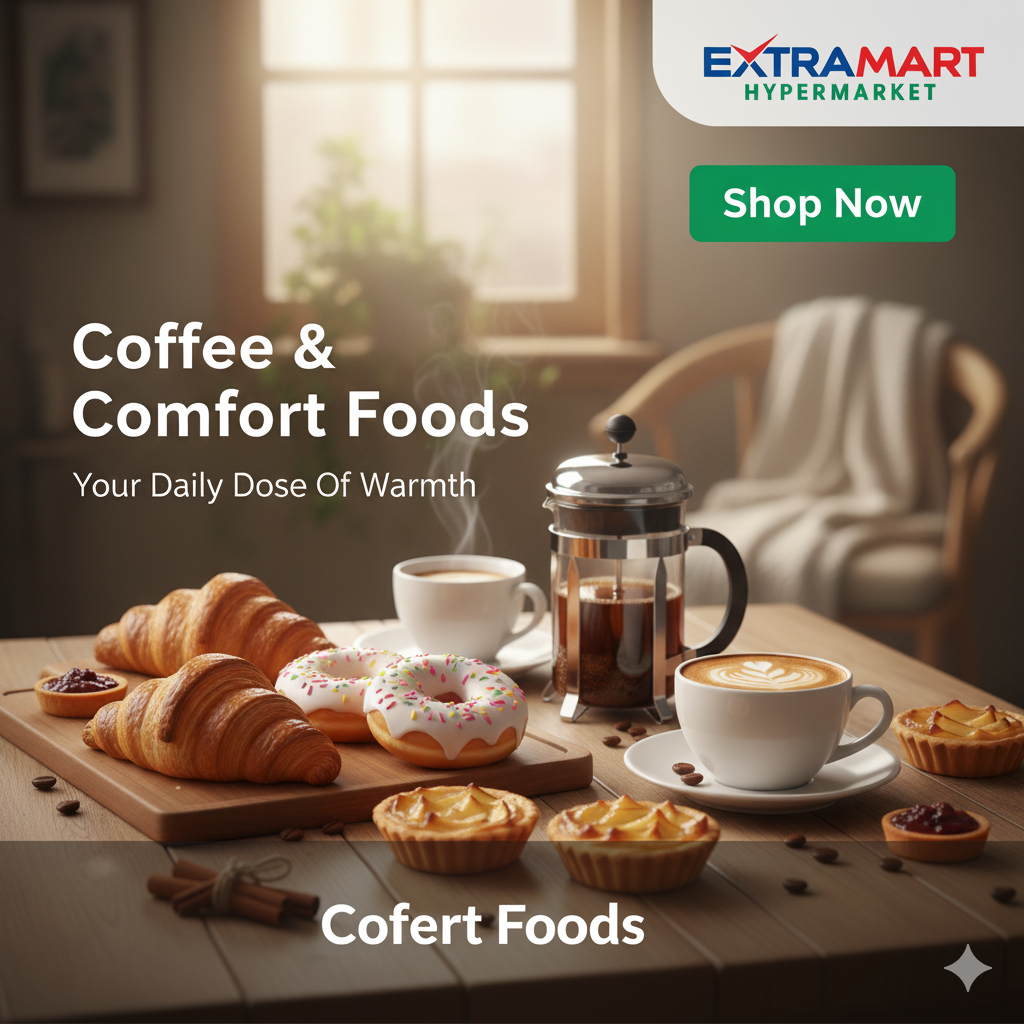 EXTRAMART
HYPERMARKET
Shop Now
Coffee &
Comfort Foods
Your Daily Dose Of Warmth
Cofert Foods